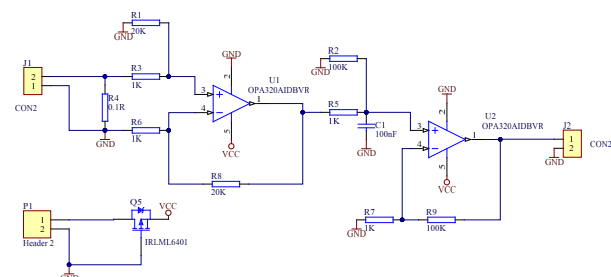 R1
20K
GND
J1
2
1
CON2
R3
1K
R4
0.1R
GND
R6
1K
GND
2
U1
OPA320AIDBVR
3
4
1
5
VCC
R8
20K
R2
100K
GND
R5
1K
C1
100nF
GND
GND
2
U2
OPA320AIDBVR
3
4
1
5
VCC
R7
1K
GND
R9
100K
J2
1
2
CON2
GND
P1
1
2
Header 2
GND
Q5
VCC
IRLML6401